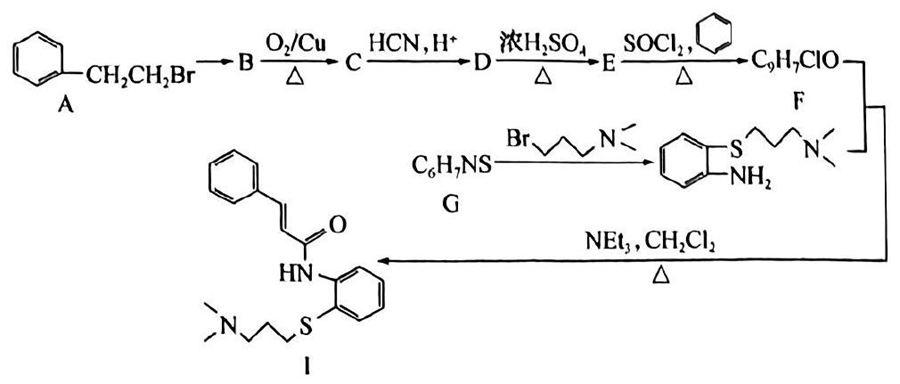 CH₂CH₂Br
A
B
O₂/Cu
△
C
HCN, H⁺
D
浓H₂SO₄
△
E
SOCl₂,
△
C₉H₇ClO
F
C₆H₇NS
G
Br N
S N
NH₂
NEt₃, CH₂Cl₂
△
O
HN
N S
I